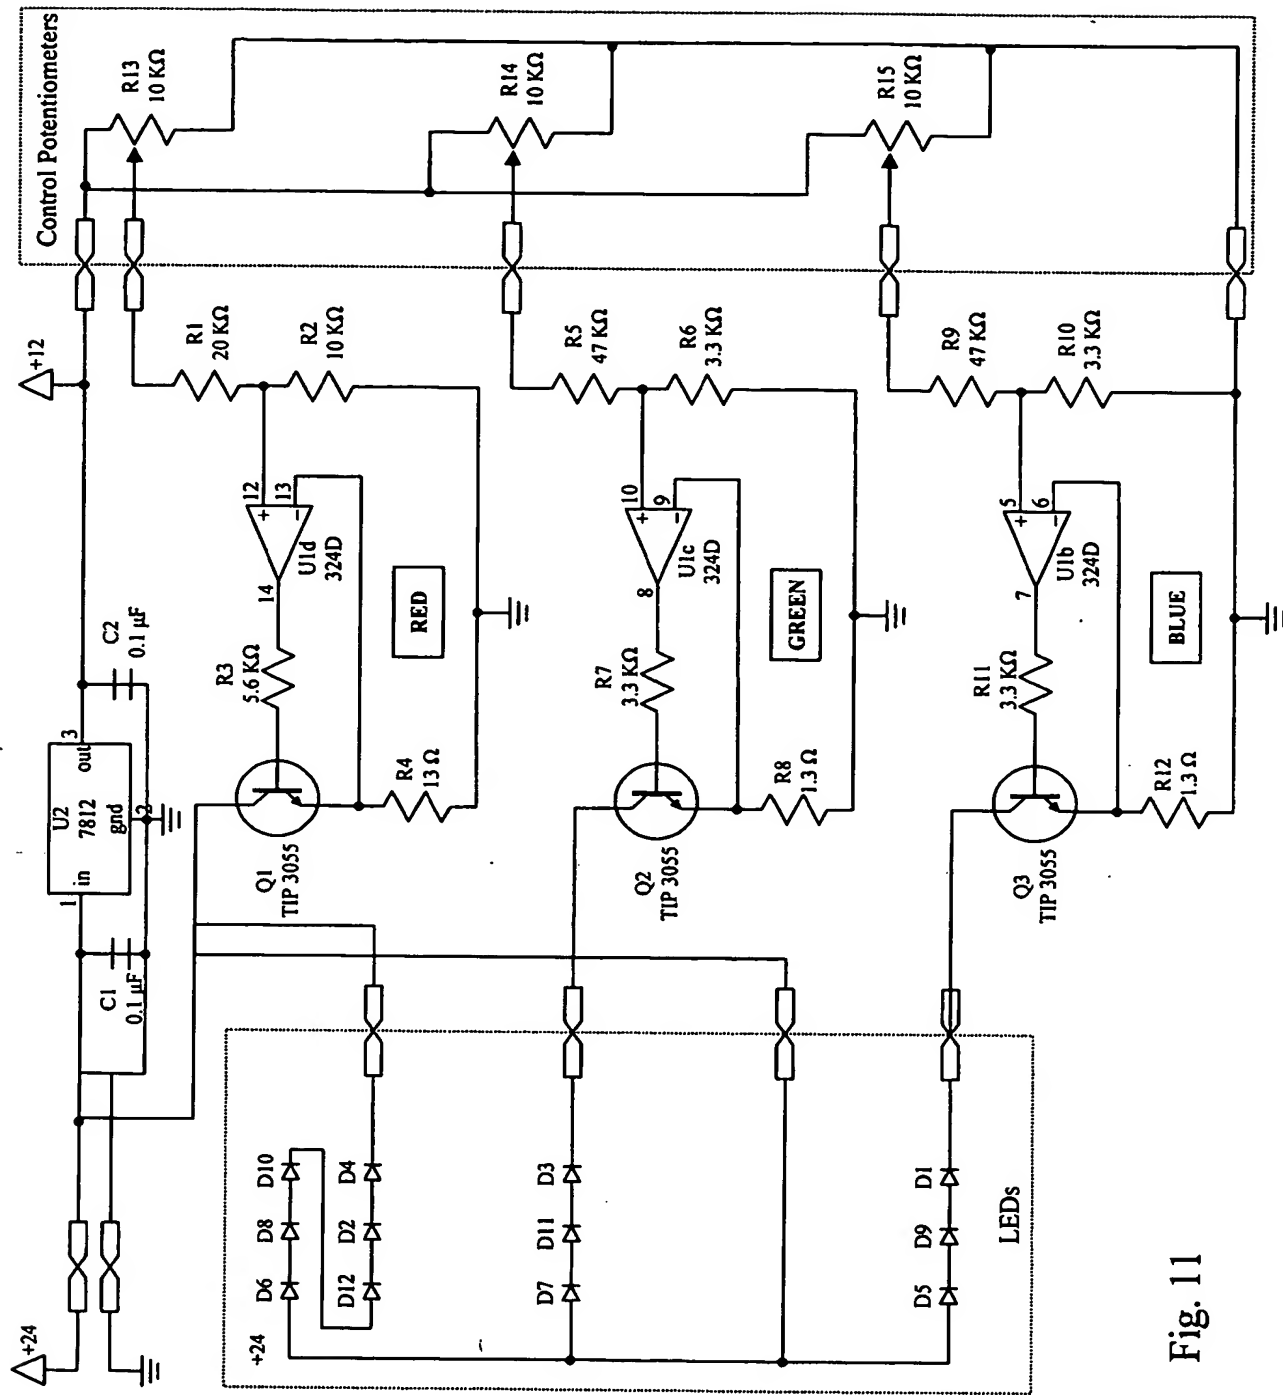 Control Potentiometers
R13
10 KΩ
R14
10 KΩ
R15
10 KΩ
+12
R1
20 KΩ
R2
10 KΩ
R5
47 KΩ
R6
3.3 KΩ
R9
47 KΩ
R10
3.3 KΩ
12
13
+
−
U1d
324D
14
10
9
+
−
U1c
324D
8
5
6
+
−
U1b
324D
7
RED
GREEN
BLUE
C2
0.1 µF
R3
5.6 KΩ
R7
3.3 KΩ
R11
3.3 KΩ
3
out
U2
7812
gnd
2
in
1
R4
13 Ω
R8
1.3 Ω
R12
1.3 Ω
Q1
TIP 3055
Q2
TIP 3055
Q3
TIP 3055
C1
0.1 µF
D10
D4
D8
D2
D6
D12
D3
D11
D7
D1
D9
D5
LEDs
+24
+24
Fig. 11